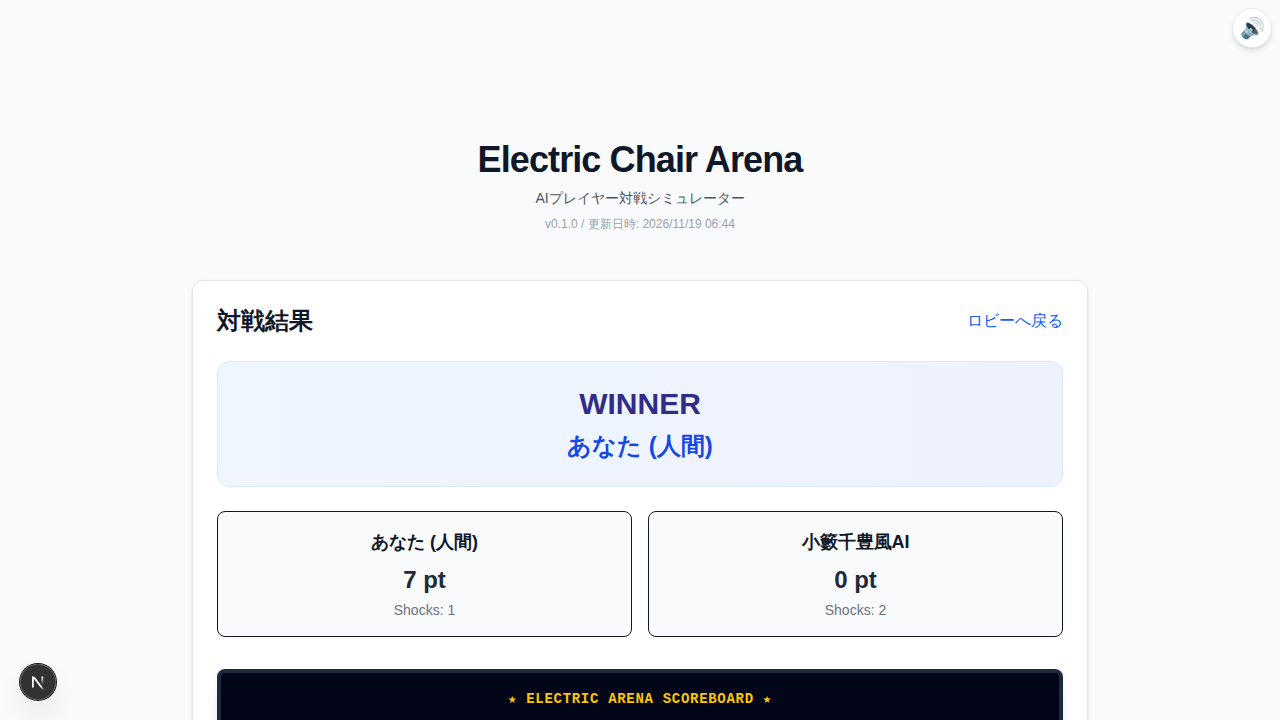 Electric Chair Arena
AIプレイヤー対戦シミュレーター
v0.1.0 / 更新日時: 2026/11/19 06:44
対戦結果
ロビーへ戻る
WINNER
あなた (人間)
あなた (人間)
7 pt
Shocks: 1
小籔千豊風AI
0 pt
Shocks: 2
★ ELECTRIC ARENA SCOREBOARD ★
N